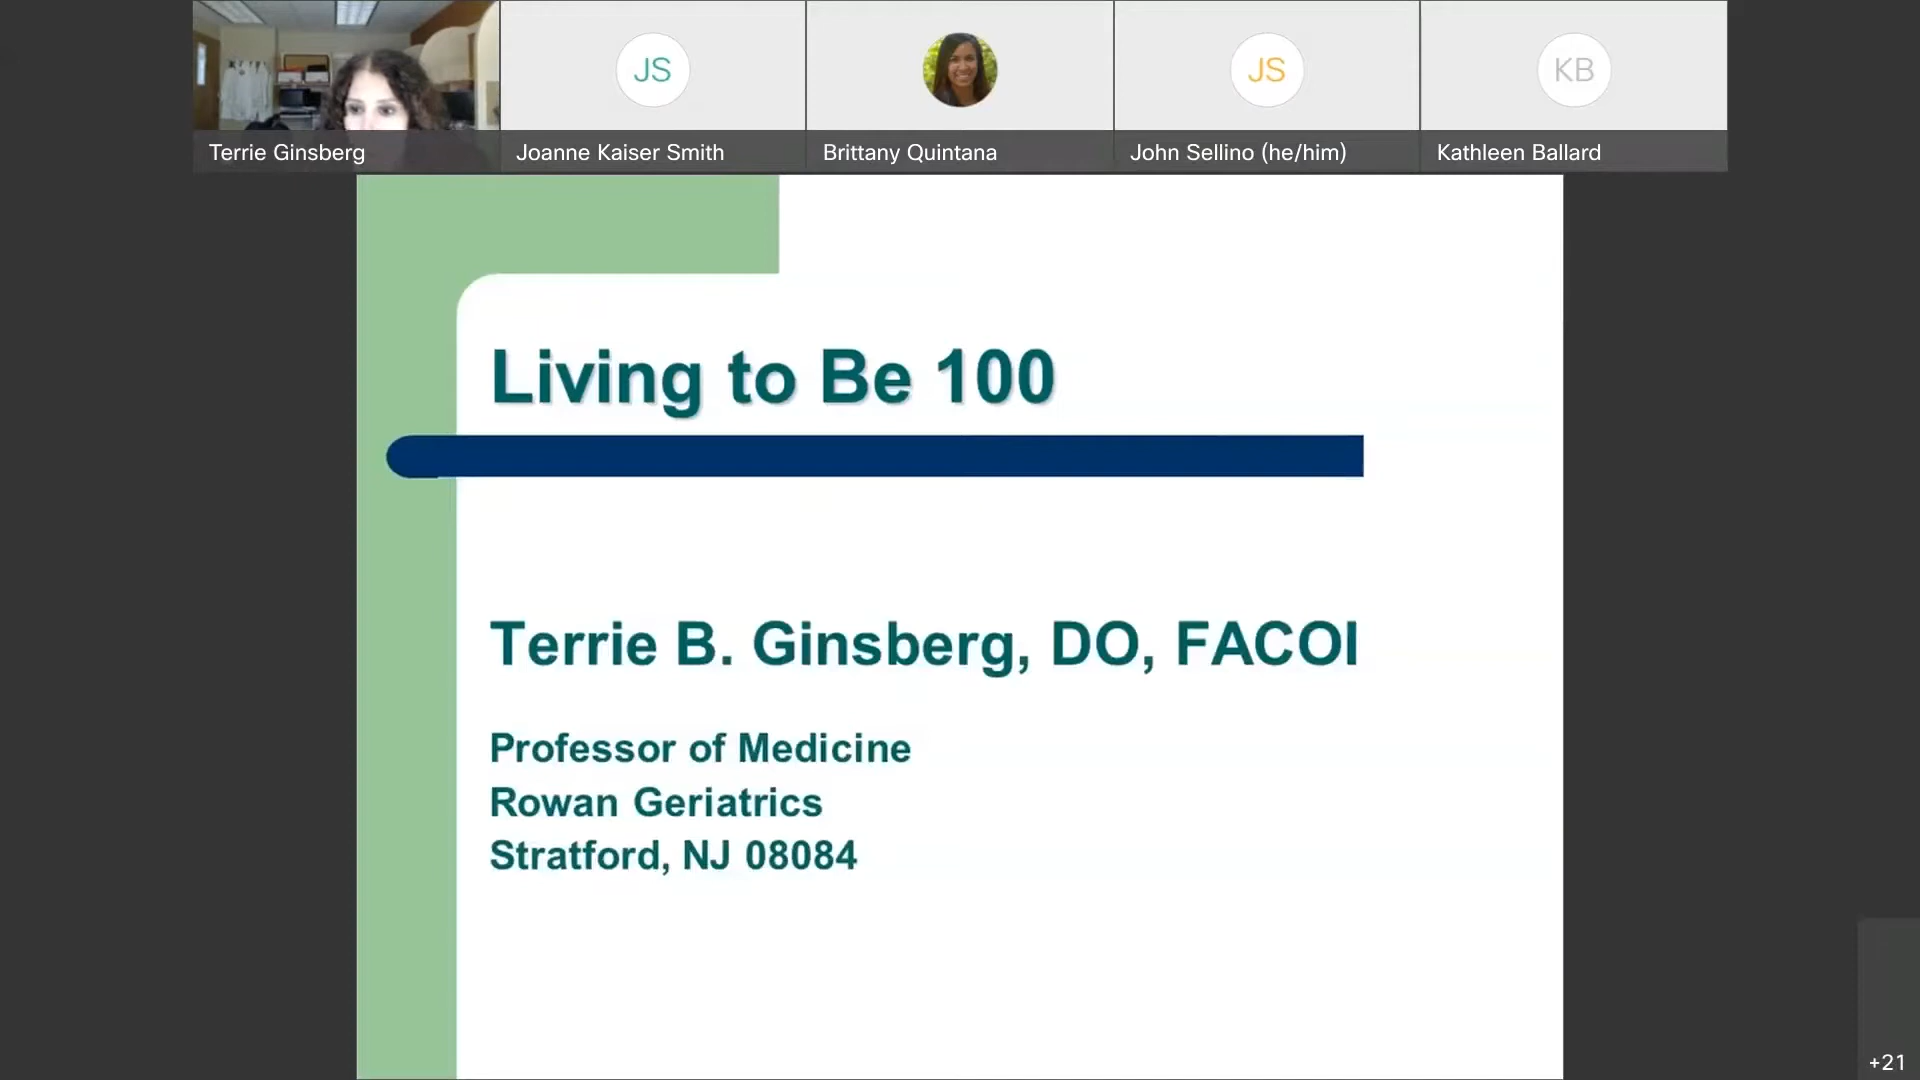 Terrie Ginsberg
JS
Joanne Kaiser Smith
Brittany Quintana
JS
John Sellino (he/him)
KB
Kathleen Ballard
Living to Be 100
Terrie B. Ginsberg, DO, FACOI
Professor of Medicine
Rowan Geriatrics
Stratford, NJ 08084
+21